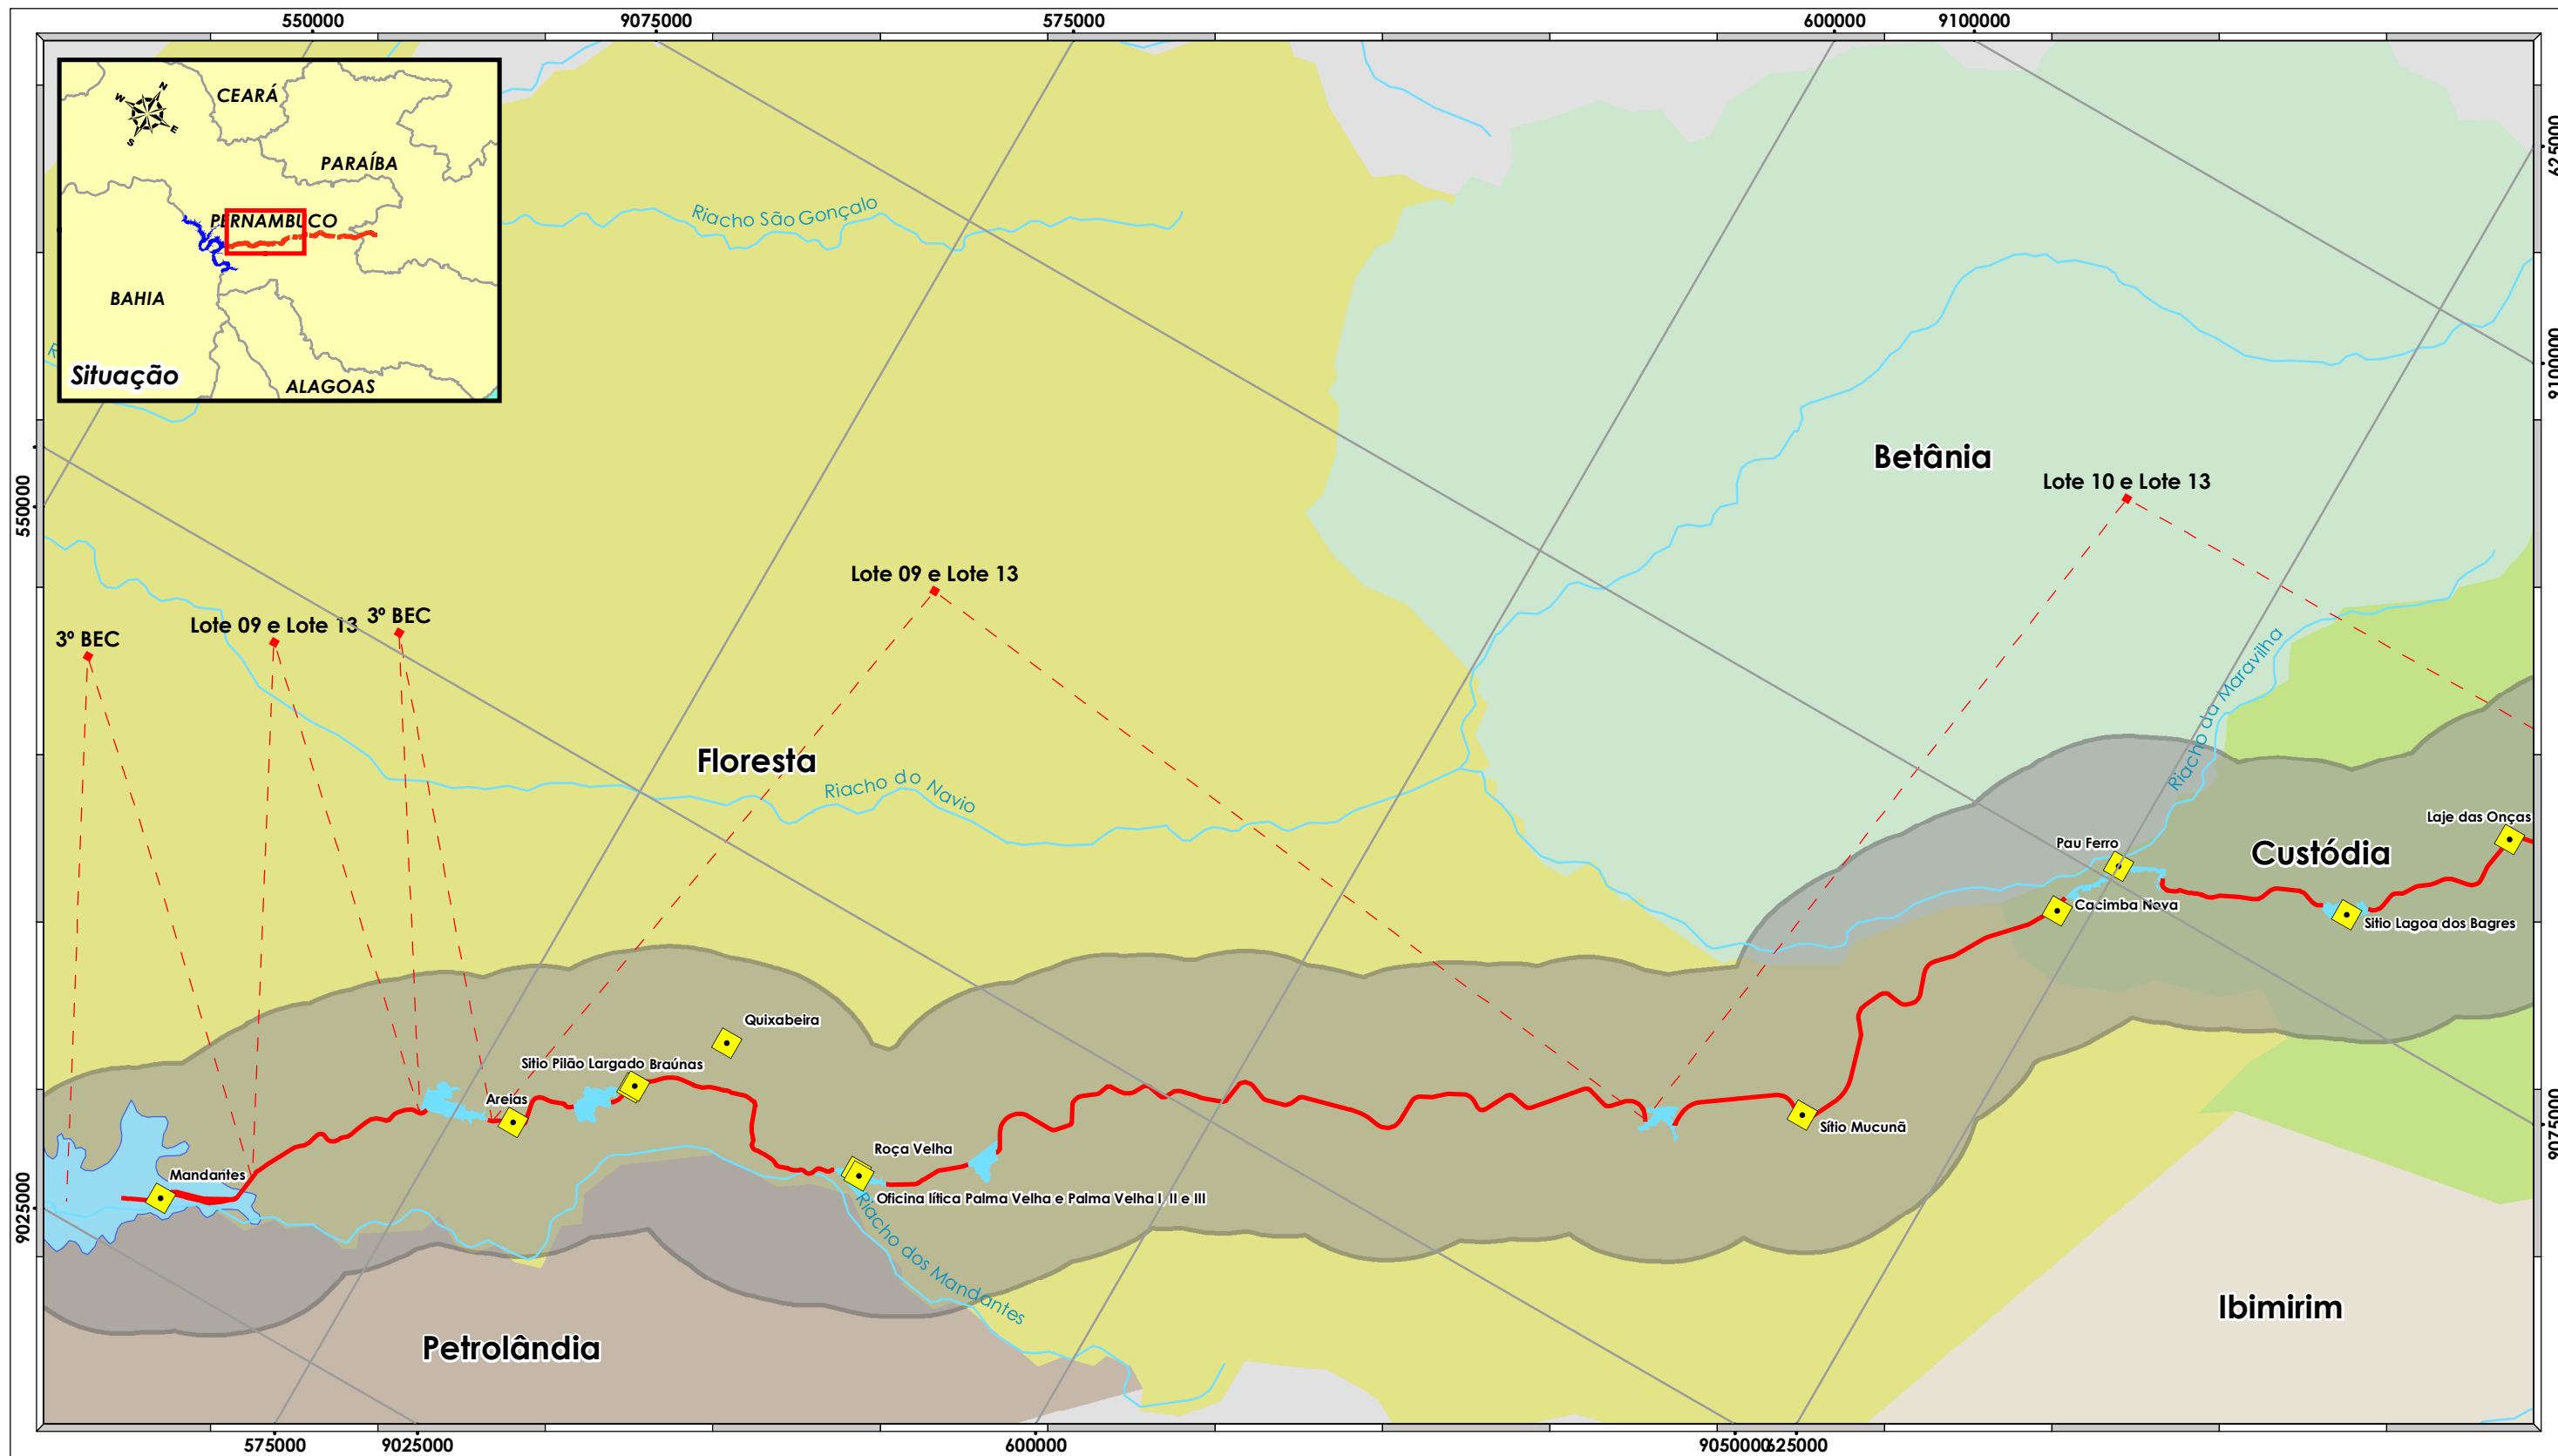 550000
9075000
575000
600000
9100000
N
W
E
S
CEARÁ
PARAÍBA
PERNAMBUCO
BAHIA
ALAGOAS
Situação
Riacho São Gonçalo
625000
9100000
Betânia
Lote 10 e Lote 13
550000
Lote 09 e Lote 13
3º BEC
Lote 09 e Lote 13
3º BEC
Riacho da Maravilha
Floresta
Riacho do Navio
Laje das Onças
Pau Ferro
Custódia
Cacimba Nova
Sitio Lagoa dos Bagres
Quixabeira
Sitio Pilão Largado
Braúnas
Areias
Sítio Mucunã
Roça Velha
Mandantes
Oficina lítica Palma Velha e Palma Velha I, II e III
9075000
9025000
Riacho dos Mandantes
Ibimirim
Petrolândia
575000
9025000
600000
9050000
625000